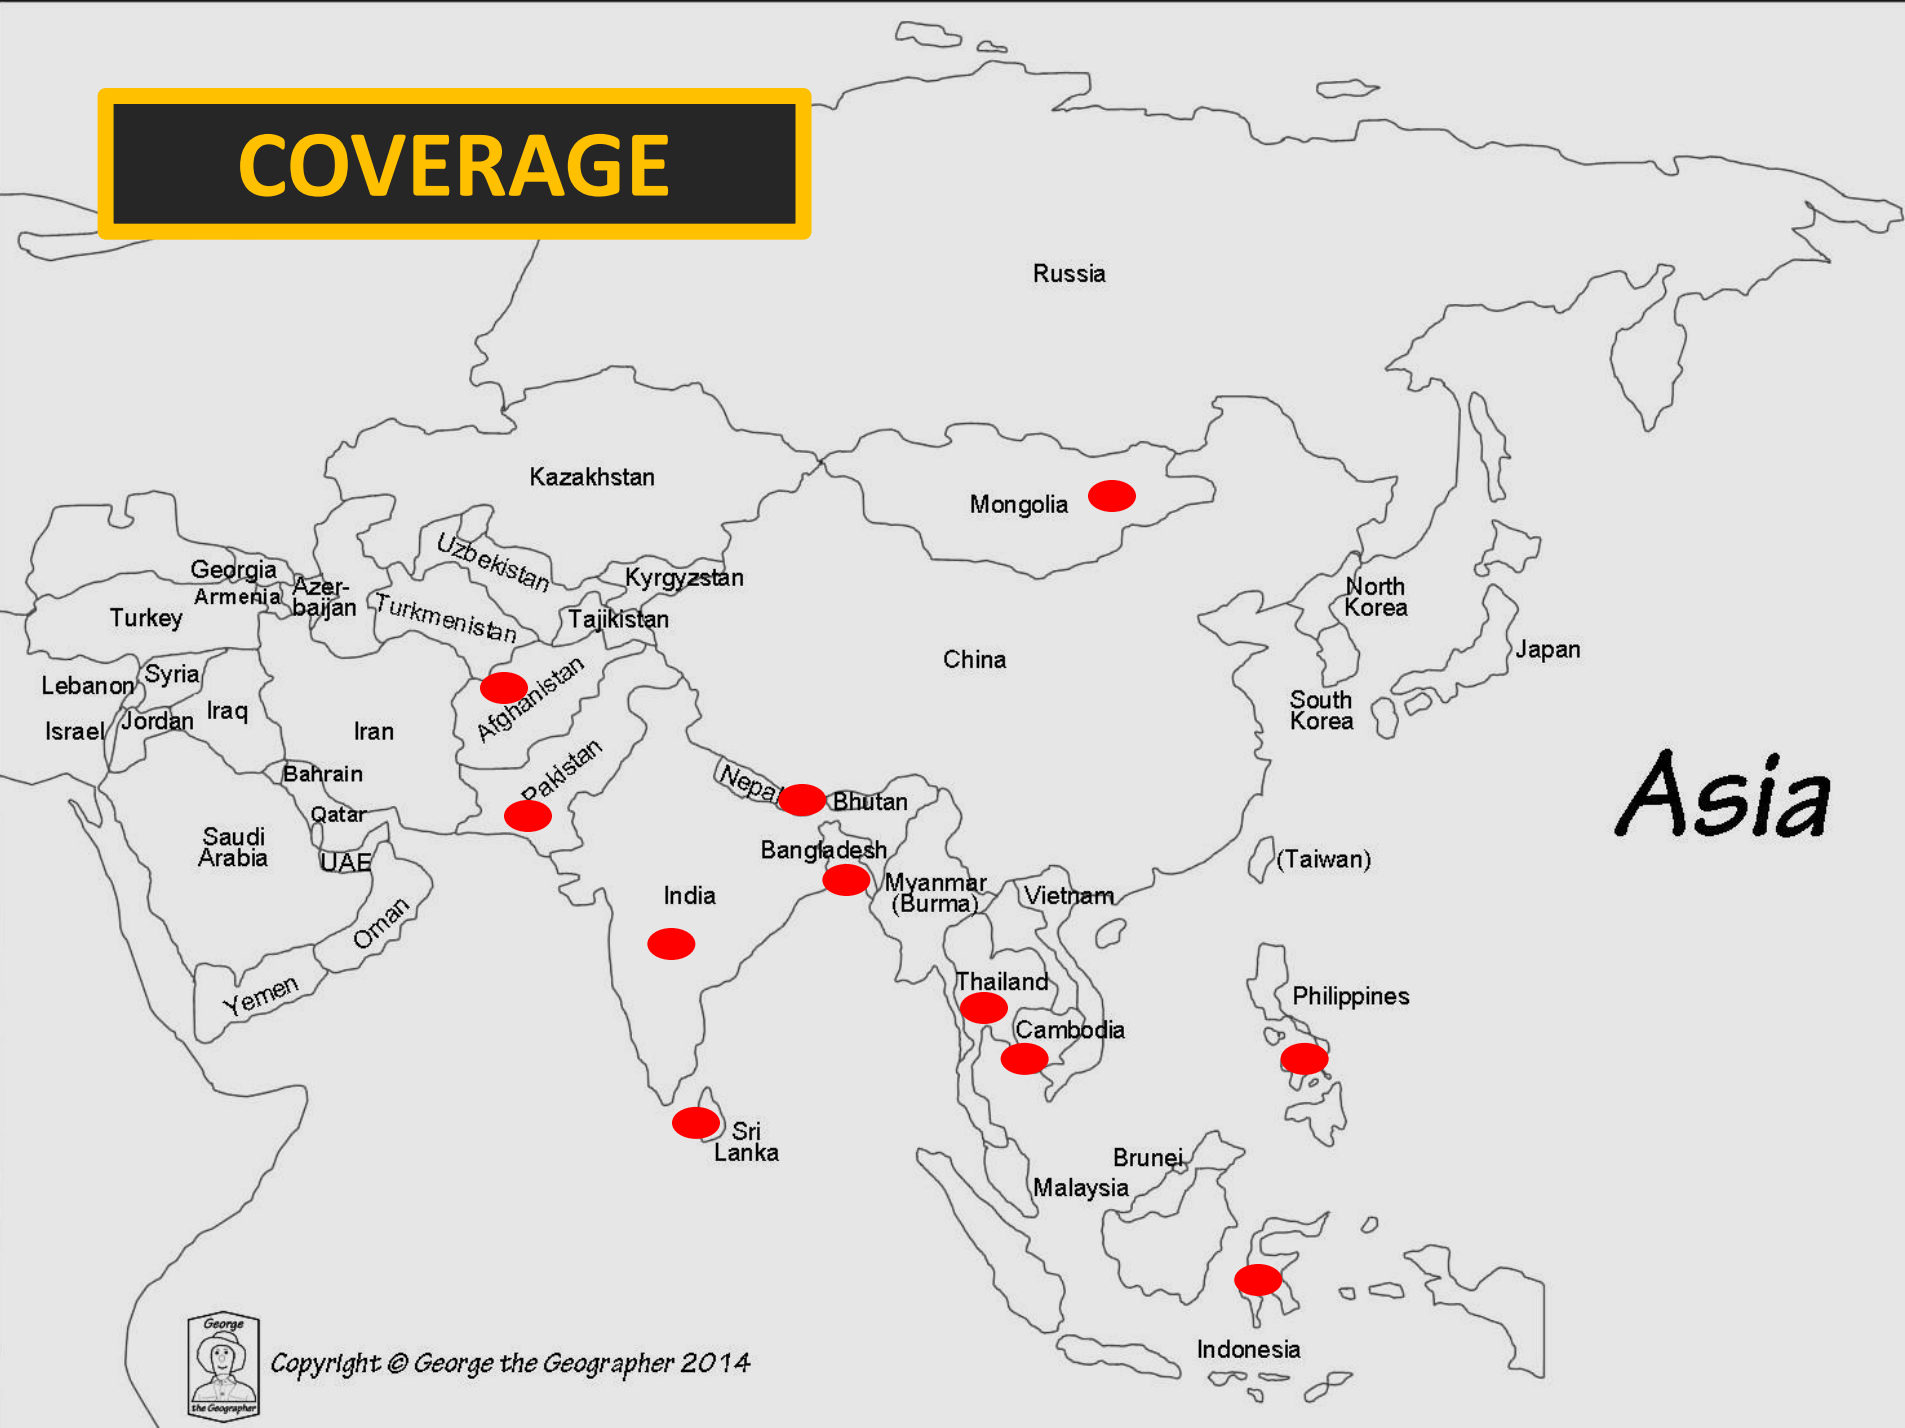 COVERAGE
Russia
Kazakhstan
Mongolia
Uzbekistan
Georgia
Kyrgyzstan
Azer-
baijan
Armenia
North
Korea
Turkey
Turkmenistan
Tajikistan
Japan
China
Syria
Lebanon
Afghanistan
South
Korea
Iraq
Jordan
Israel
Iran
Bahrain
Pakistan
Nepal
Bhutan
Asia
Qatar
Saudi
Arabia
UAE
Bangladesh
(Taiwan)
India
Myanmar
(Burma)
Vietnam
Oman
Thailand
Yemen
Philippines
Cambodia
Sri
Lanka
Brunei
Malaysia
Indonesia
George
the Geographer
Copyright © George the Geographer 2014